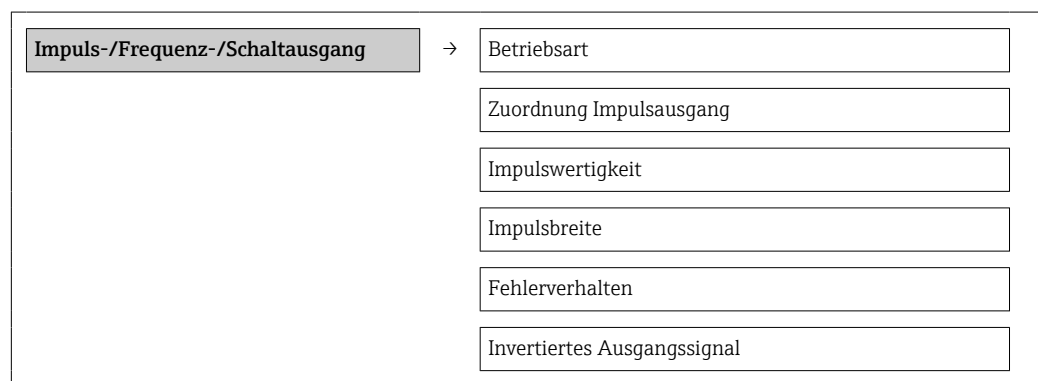 Impuls-/Frequenz-/Schaltausgang → Betriebsart
Zuordnung Impulsausgang
Impulswertigkeit
Impulsbreite
Fehlerverhalten
Invertiertes Ausgangssignal